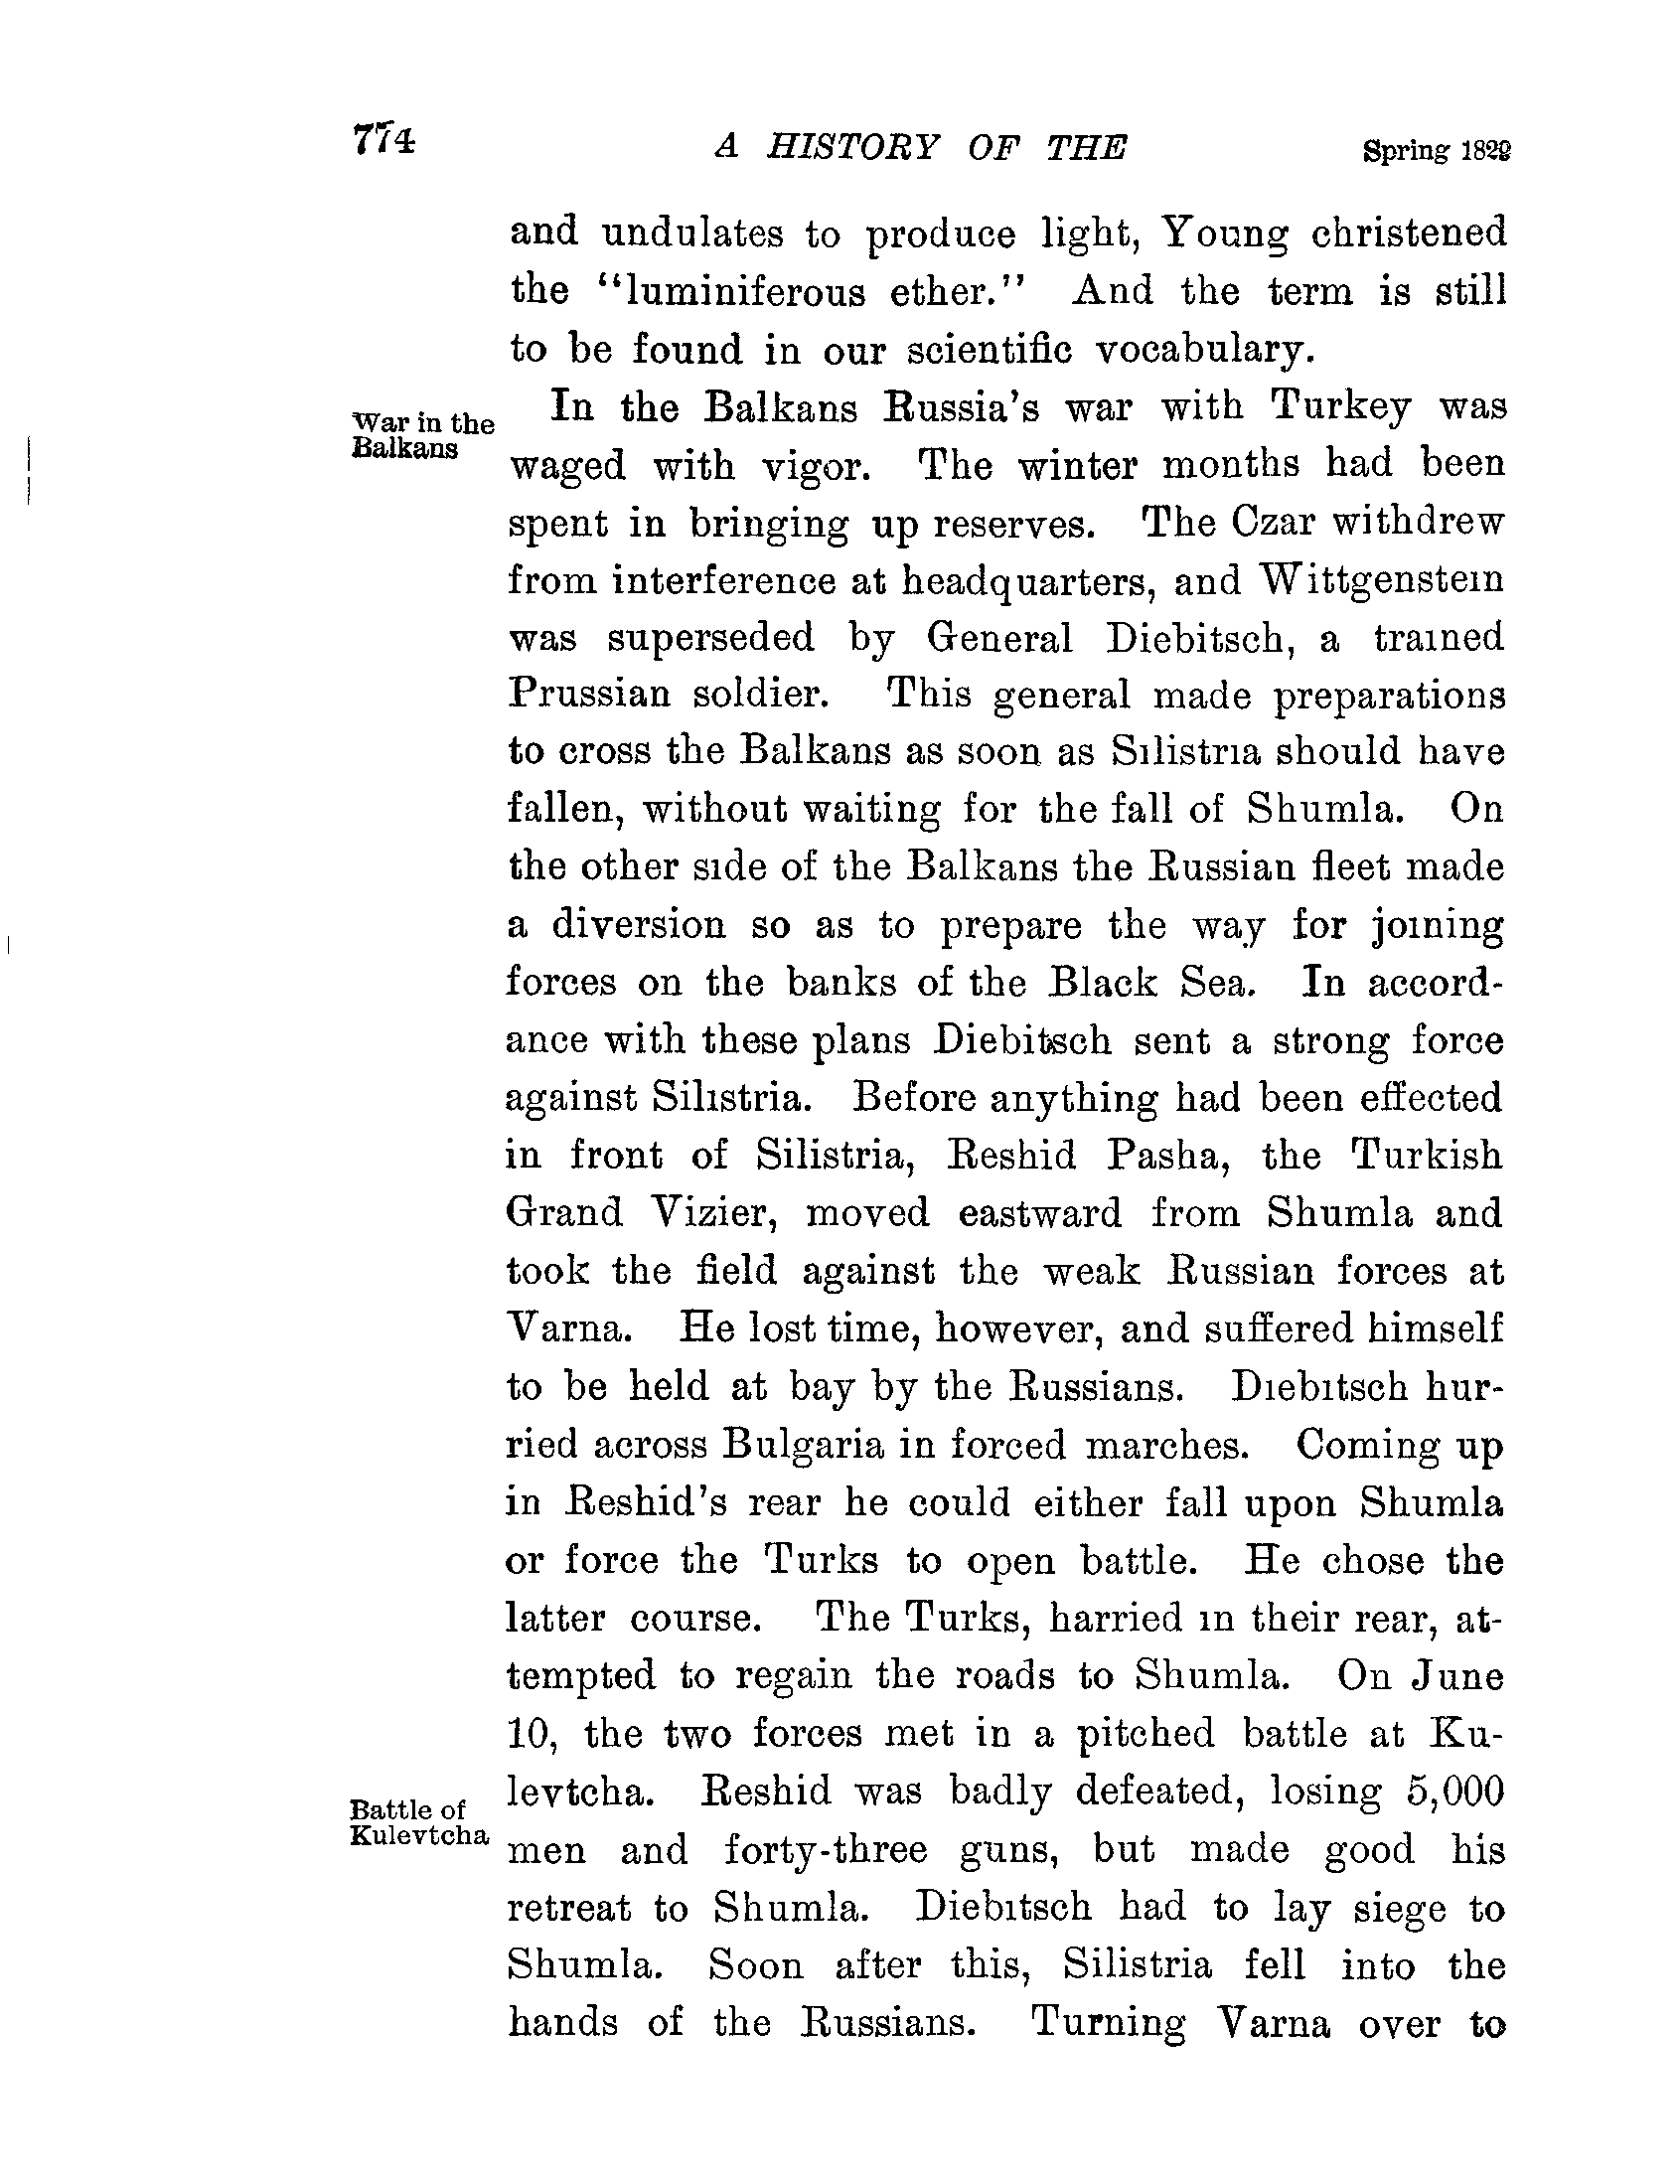 774 A HISTORY OF THE Spring 1829
and undulates to produce light, Young christened
the "luminiferous ether." And the term is still
to be found in our scientific vocabulary.
War in the
Balkans
In the Balkans Russia's war with Turkey was
waged with vigor. The winter months had been
spent in bringing up reserves. The Czar withdrew
from interference at headquarters, and Wittgenstein
was superseded by General Diebitsch, a trained
Prussian soldier. This general made preparations
to cross the Balkans as soon as Silistria should have
fallen, without waiting for the fall of Shumla. On
the other side of the Balkans the Russian fleet made
a diversion so as to prepare the way for joining
forces on the banks of the Black Sea. In accord-
ance with these plans Diebitsch sent a strong force
against Silistria. Before anything had been effected
in front of Silistria, Reshid Pasha, the Turkish
Grand Vizier, moved eastward from Shumla and
took the field against the weak Russian forces at
Varna. He lost time, however, and suffered himself
to be held at bay by the Russians. Diebitsch hur-
ried across Bulgaria in forced marches. Coming up
in Reshid's rear he could either fall upon Shumla
or force the Turks to open battle. He chose the
latter course. The Turks, harried in their rear, at-
tempted to regain the roads to Shumla. On June
10, the two forces met in a pitched battle at Ku-
Battle of
Kulevtcha
levtcha. Reshid was badly defeated, losing 5,000
men and forty-three guns, but made good his
retreat to Shumla. Diebitsch had to lay siege to
Shumla. Soon after this, Silistria fell into the
hands of the Russians. Turning Varna over to